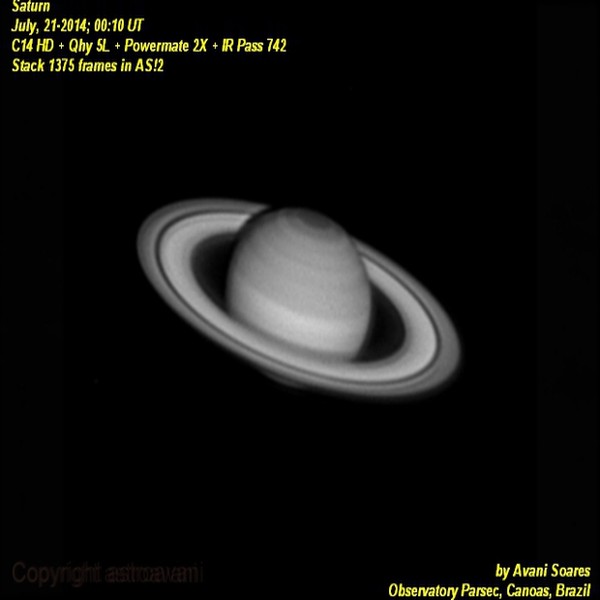 Saturn
July, 21-2014; 00:10 UT
C14 HD + Qhy 5L + Powermate 2X + IR Pass 742
Stack 1375 frames in AS!2
Copyright astroavani
by Avani Soares
Observatory Parsec, Canoas, Brazil